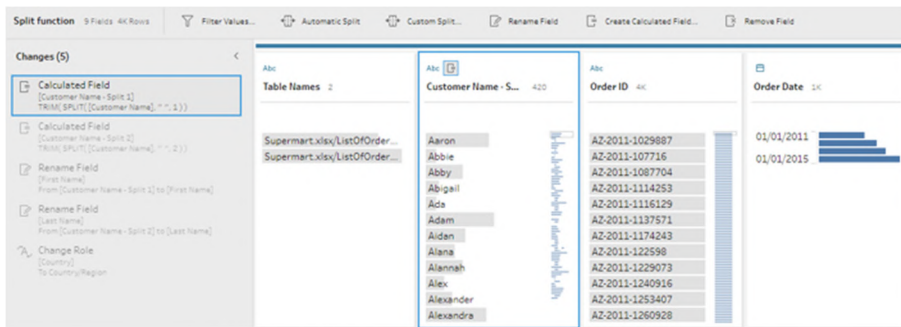 Split function 9 Fields 4K Rows
Filter Values...
Automatic Split
Custom Split...
Rename Field
Create Calculated Field...
Remove Field
Changes (5)
Calculated Field
[Customer Name - Split 1]
TRIM( SPLIT( [Customer Name], " ", 1 ) )
Calculated Field
[Customer Name - Split 2]
TRIM( SPLIT( [Customer Name], " ", 2 ) )
Rename Field
[First Name]
From [Customer Name - Split 1] to [First Name]
Rename Field
[Last Name]
From [Customer Name - Split 2] to [Last Name]
Change Role
[Country]
To Country/Region
Abc
Table Names 2
Supermart.xlsx/ListOfOrder...
Supermart.xlsx/ListOfOrder...
Abc
Customer Name - S... 420
Aaron
Abbie
Abby
Abigail
Ada
Adam
Aidan
Alana
Alannah
Alex
Alexander
Alexandra
Abc
Order ID 4K
AZ-2011-1029887
AZ-2011-107716
AZ-2011-1087704
AZ-2011-1114253
AZ-2011-1116129
AZ-2011-1137571
AZ-2011-1174243
AZ-2011-122598
AZ-2011-1229073
AZ-2011-1240916
AZ-2011-1253407
AZ-2011-1260928
Order Date 1K
01/01/2011
01/01/2015